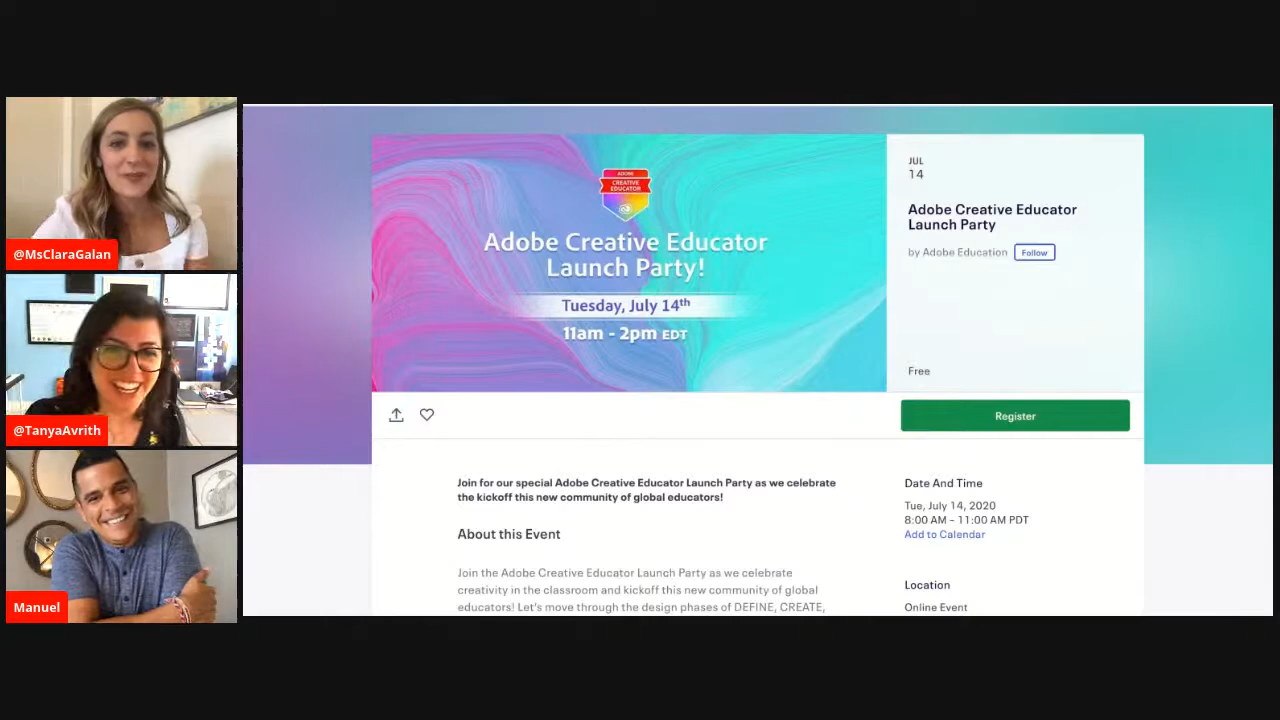 @MsClaraGalan
@TanyaAvrith
Manuel
ADOBE
CREATIVE
EDUCATOR
Adobe Creative Educator
Launch Party!
Tuesday, July 14th
11am - 2pm EDT
JUL
14
Adobe Creative Educator
Launch Party
by Adobe Education Follow
Free
Register
Join for our special Adobe Creative Educator Launch Party as we celebrate
the kickoff this new community of global educators!
About this Event
Join the Adobe Creative Educator Launch Party as we celebrate
creativity in the classroom and kickoff this new community of global
educators! Let's move through the design phases of DEFINE, CREATE,
Date And Time
Tue, July 14, 2020
8:00 AM – 11:00 AM PDT
Add to Calendar
Location
Online Event